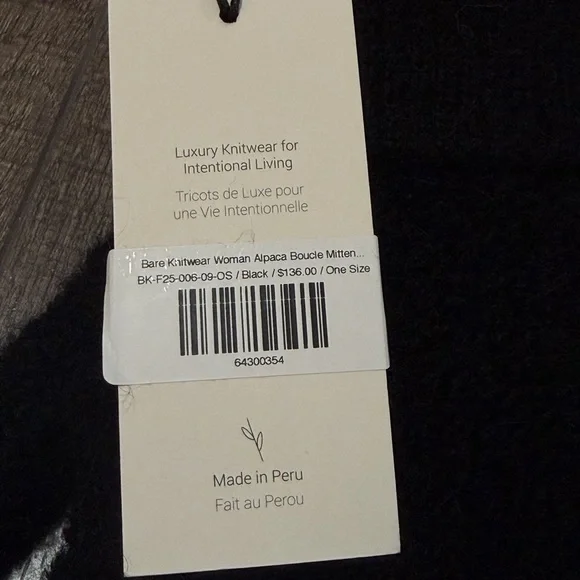 Luxury Knitwear for
Intentional Living
Tricots de Luxe pour
une Vie Intentionnelle
Bare Knitwear Woman Alpaca Boucle Mitten...
BK-F25-006-09-OS / Black / $136.00 / One Size
64300354
Made in Peru
Fait au Perou